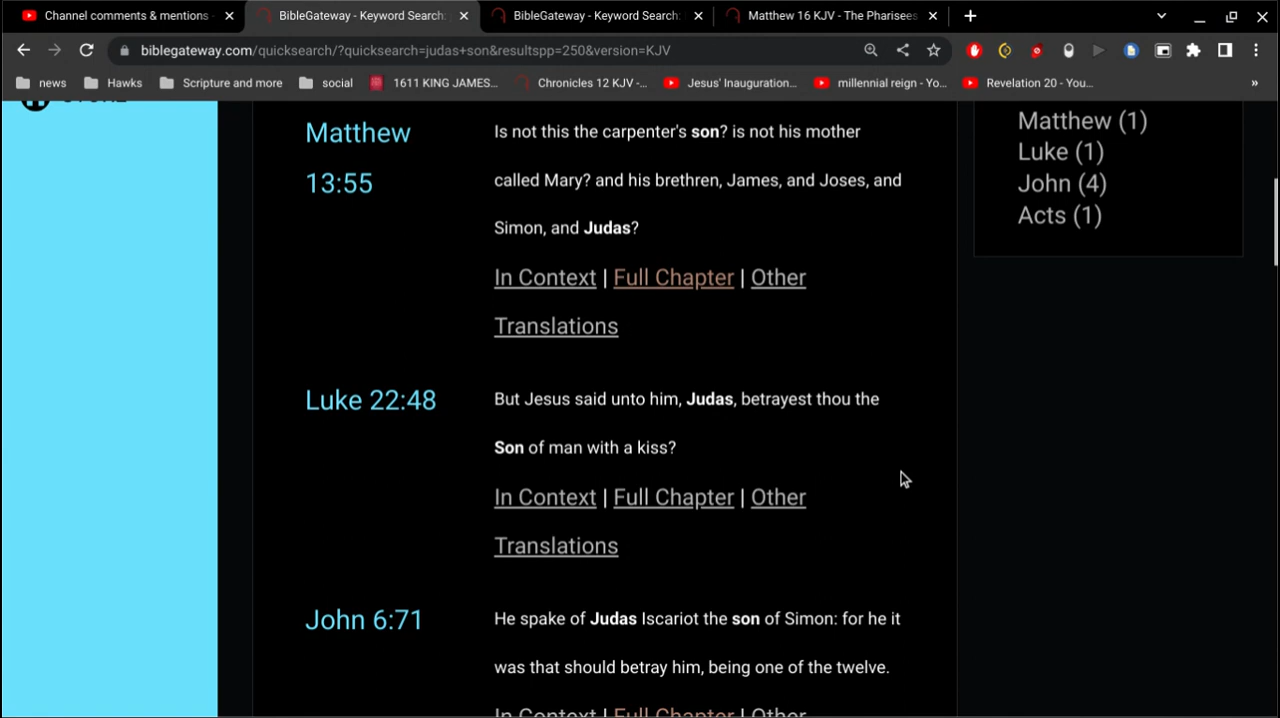 Channel comments & mentions -
BibleGateway - Keyword Search:
BibleGateway - Keyword Search:
Matthew 16 KJV - The Pharisees
biblegateway.com/quicksearch/?quicksearch=judas+son&resultspp=250&version=KJV
news
Hawks
Scripture and more
social
1611 KING JAMES...
Chronicles 12 KJV -...
Jesus' Inauguration...
millennial reign - Yo...
Revelation 20 - You...
»
Matthew
13:55
Is not this the carpenter's son? is not his mother
called Mary? and his brethren, James, and Joses, and
Simon, and Judas?
In Context | Full Chapter | Other
Translations
Luke 22:48
But Jesus said unto him, Judas, betrayest thou the
Son of man with a kiss?
In Context | Full Chapter | Other
Translations
John 6:71
He spake of Judas Iscariot the son of Simon: for he it
was that should betray him, being one of the twelve.
In Context | Full Chapter | Other
Matthew (1)
Luke (1)
John (4)
Acts (1)